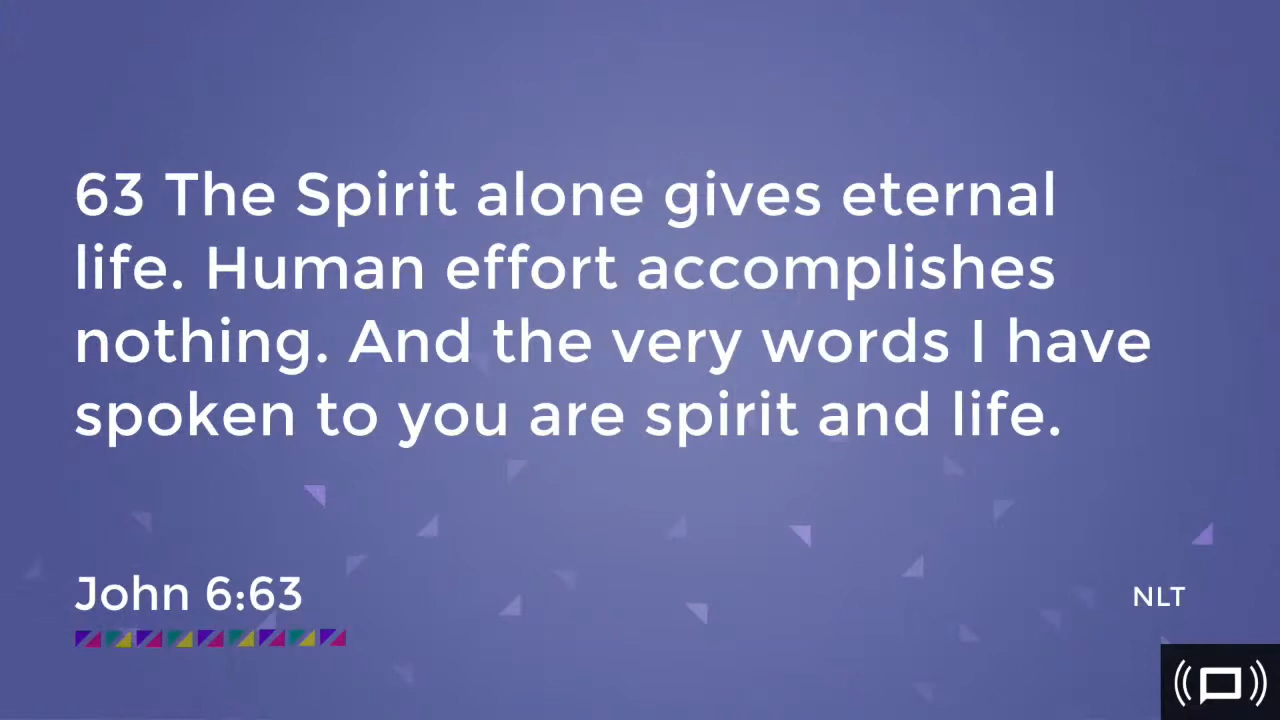 63 The Spirit alone gives eternal
life. Human effort accomplishes
nothing. And the very words I have
spoken to you are spirit and life.
John 6:63
NLT